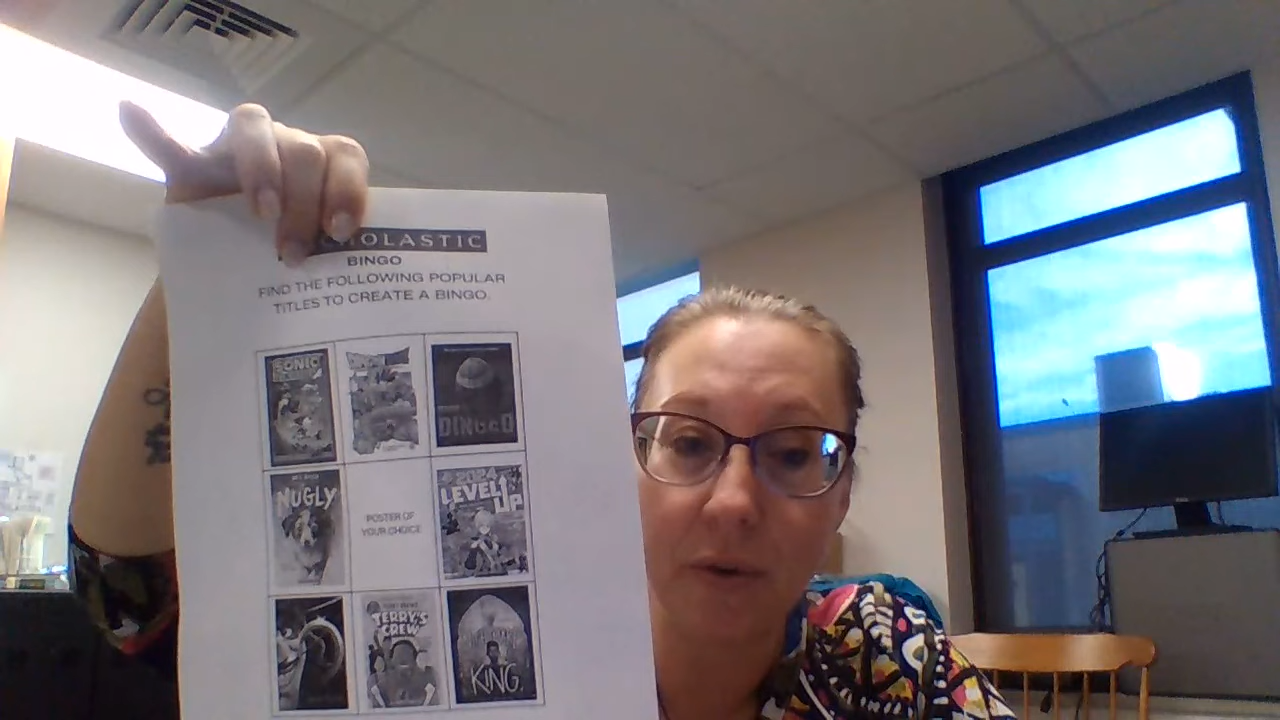 SCHOLASTIC
BINGO
FIND THE FOLLOWING POPULAR
TITLES TO CREATE A BINGO.
SONIC
NUGLY
POSTER OF
YOUR CHOICE
2024
LEVEL UP
TERRY'S
CREW
KING